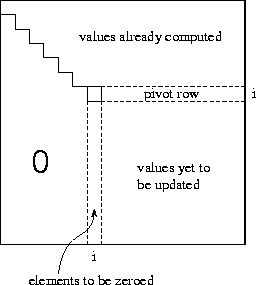 values already computed
pivot row
i
0
values yet to
be updated
i
elements to be zeroed